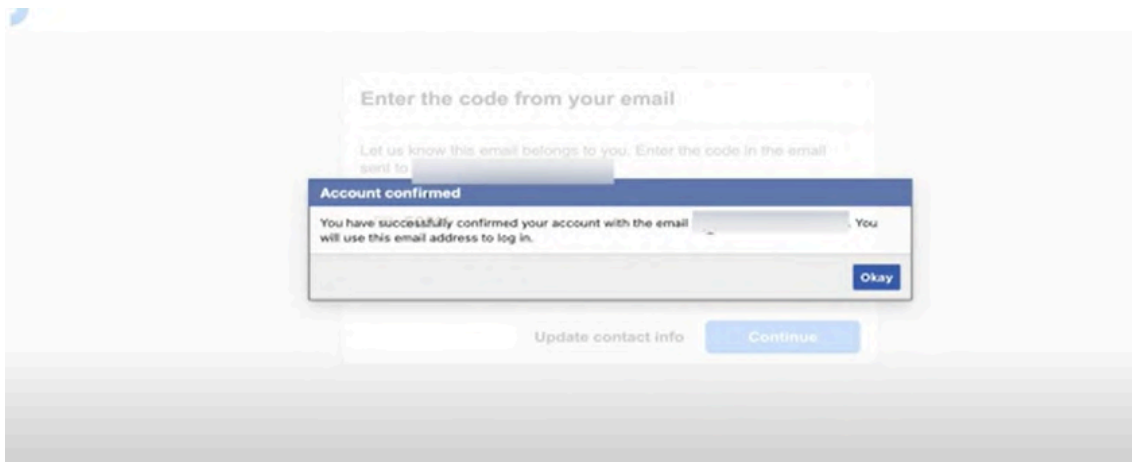 Enter the code from your email
Let us know this email belongs to you. Enter the code in the email
sent to
Account confirmed
You have successfully confirmed your account with the email . You
will use this email address to log in.
Okay
Update contact info
Continue